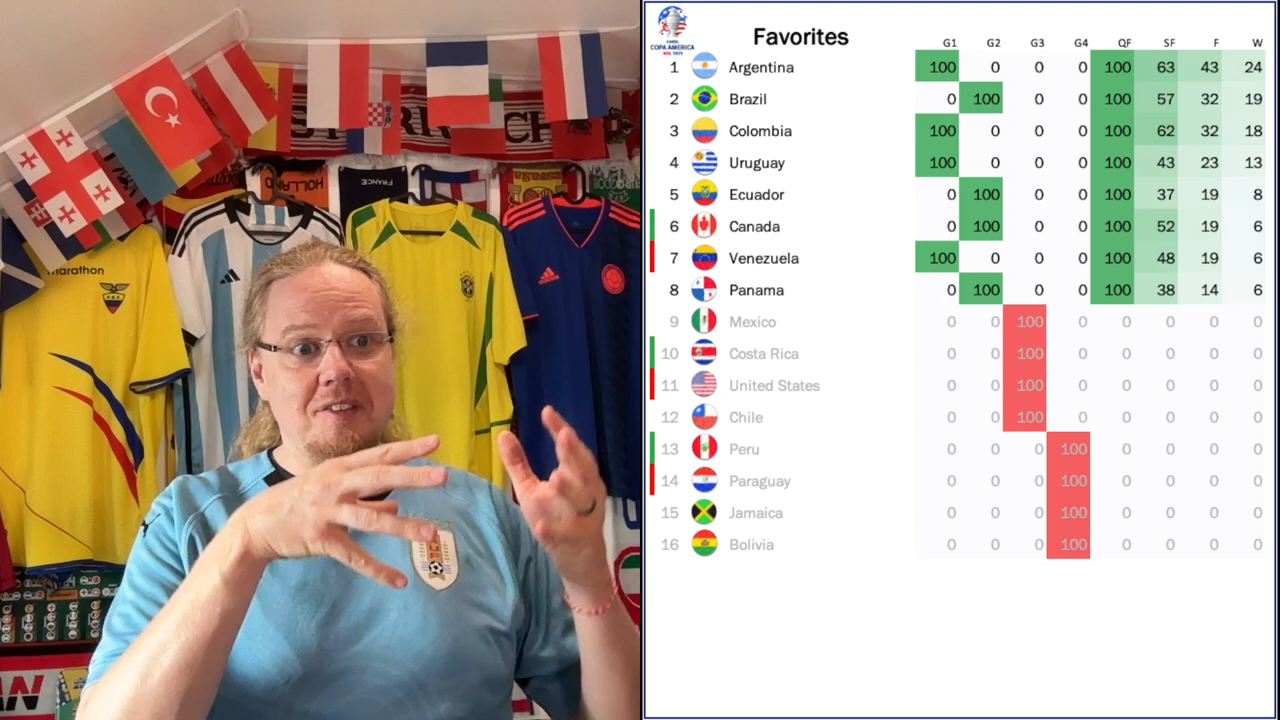 COPA AMERICA
Favorites
G1 G2 G3 G4 QF SF F W
1 Argentina 100 0 0 0 100 63 43 24
2 Brazil 0 100 0 0 100 57 32 19
3 Colombia 100 0 0 0 100 62 32 18
4 Uruguay 100 0 0 0 100 43 23 13
5 Ecuador 0 100 0 0 100 37 19 8
6 Canada 0 100 0 0 100 52 19 6
7 Venezuela 100 0 0 0 100 48 19 6
8 Panama 0 100 0 0 100 38 14 6
9 Mexico 0 0 100 0 0 0 0 0
10 Costa Rica 0 0 100 0 0 0 0 0
11 United States 0 0 100 0 0 0 0 0
12 Chile 0 0 100 0 0 0 0 0
13 Peru 0 0 0 100 0 0 0 0
14 Paraguay 0 0 0 100 0 0 0 0
15 Jamaica 0 0 0 100 0 0 0 0
16 Bolivia 0 0 0 100 0 0 0 0
HOLLAND
FRANCE
marathon
F.E.F.
AN